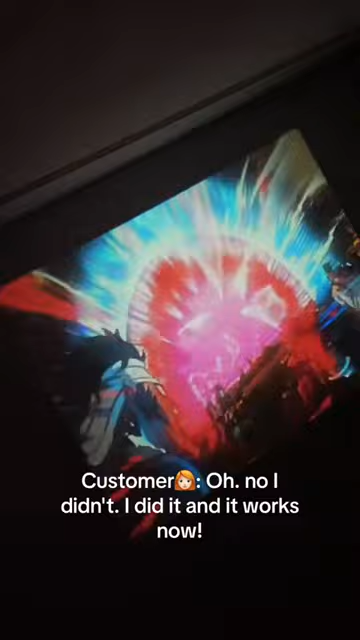 Customer👩🏻‍🦰: Oh. no I
didn't. I did it and it works
now!